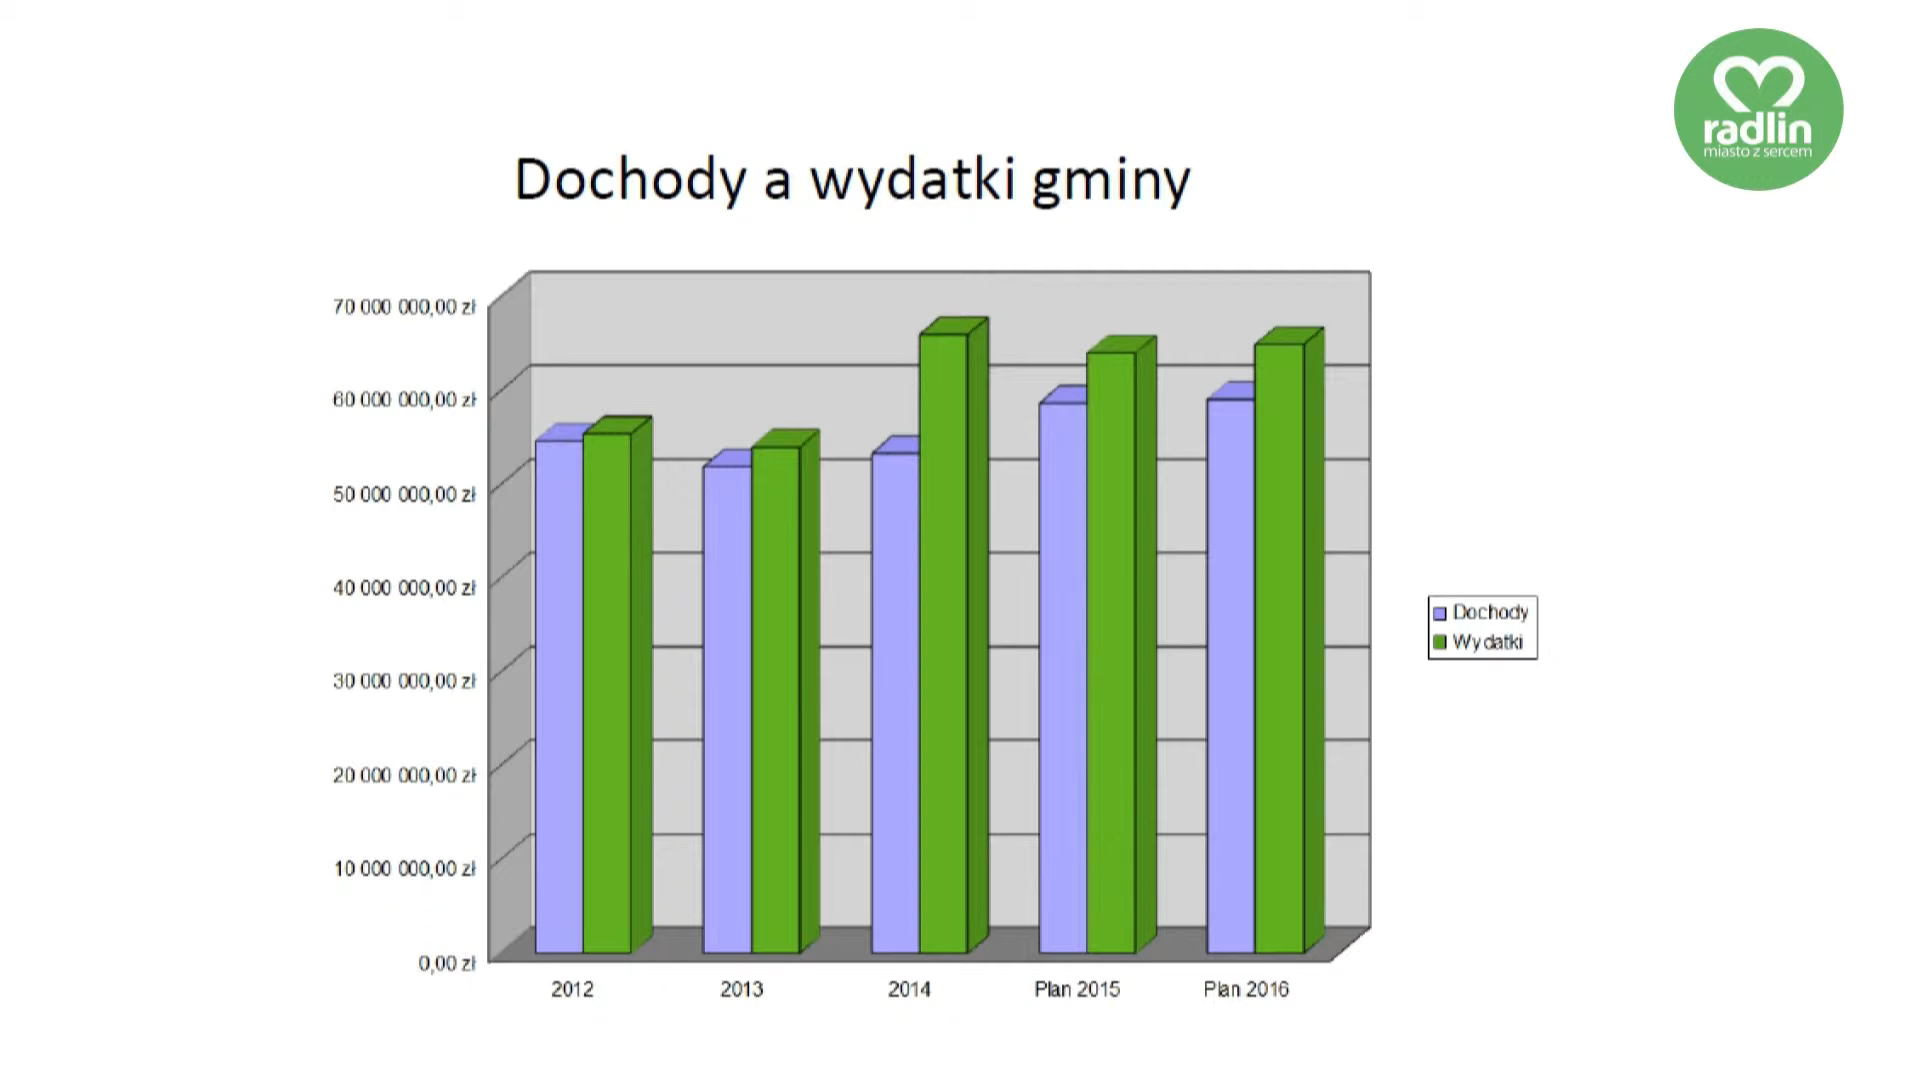 radlin
miasto z sercem
Dochody a wydatki gminy
70 000 000,00 zł
60 000 000,00 zł
50 000 000,00 zł
40 000 000,00 zł
30 000 000,00 zł
20 000 000,00 zł
10 000 000,00 zł
0,00 zł
2012
2013
2014
Plan 2015
Plan 2016
Dochody
Wydatki